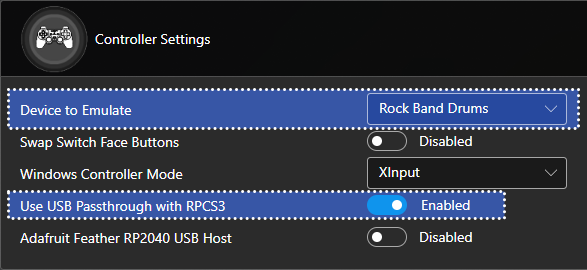 Controller Settings
Device to Emulate Rock Band Drums
Swap Switch Face Buttons Disabled
Windows Controller Mode XInput
Use USB Passthrough with RPCS3 Enabled
Adafruit Feather RP2040 USB Host Disabled